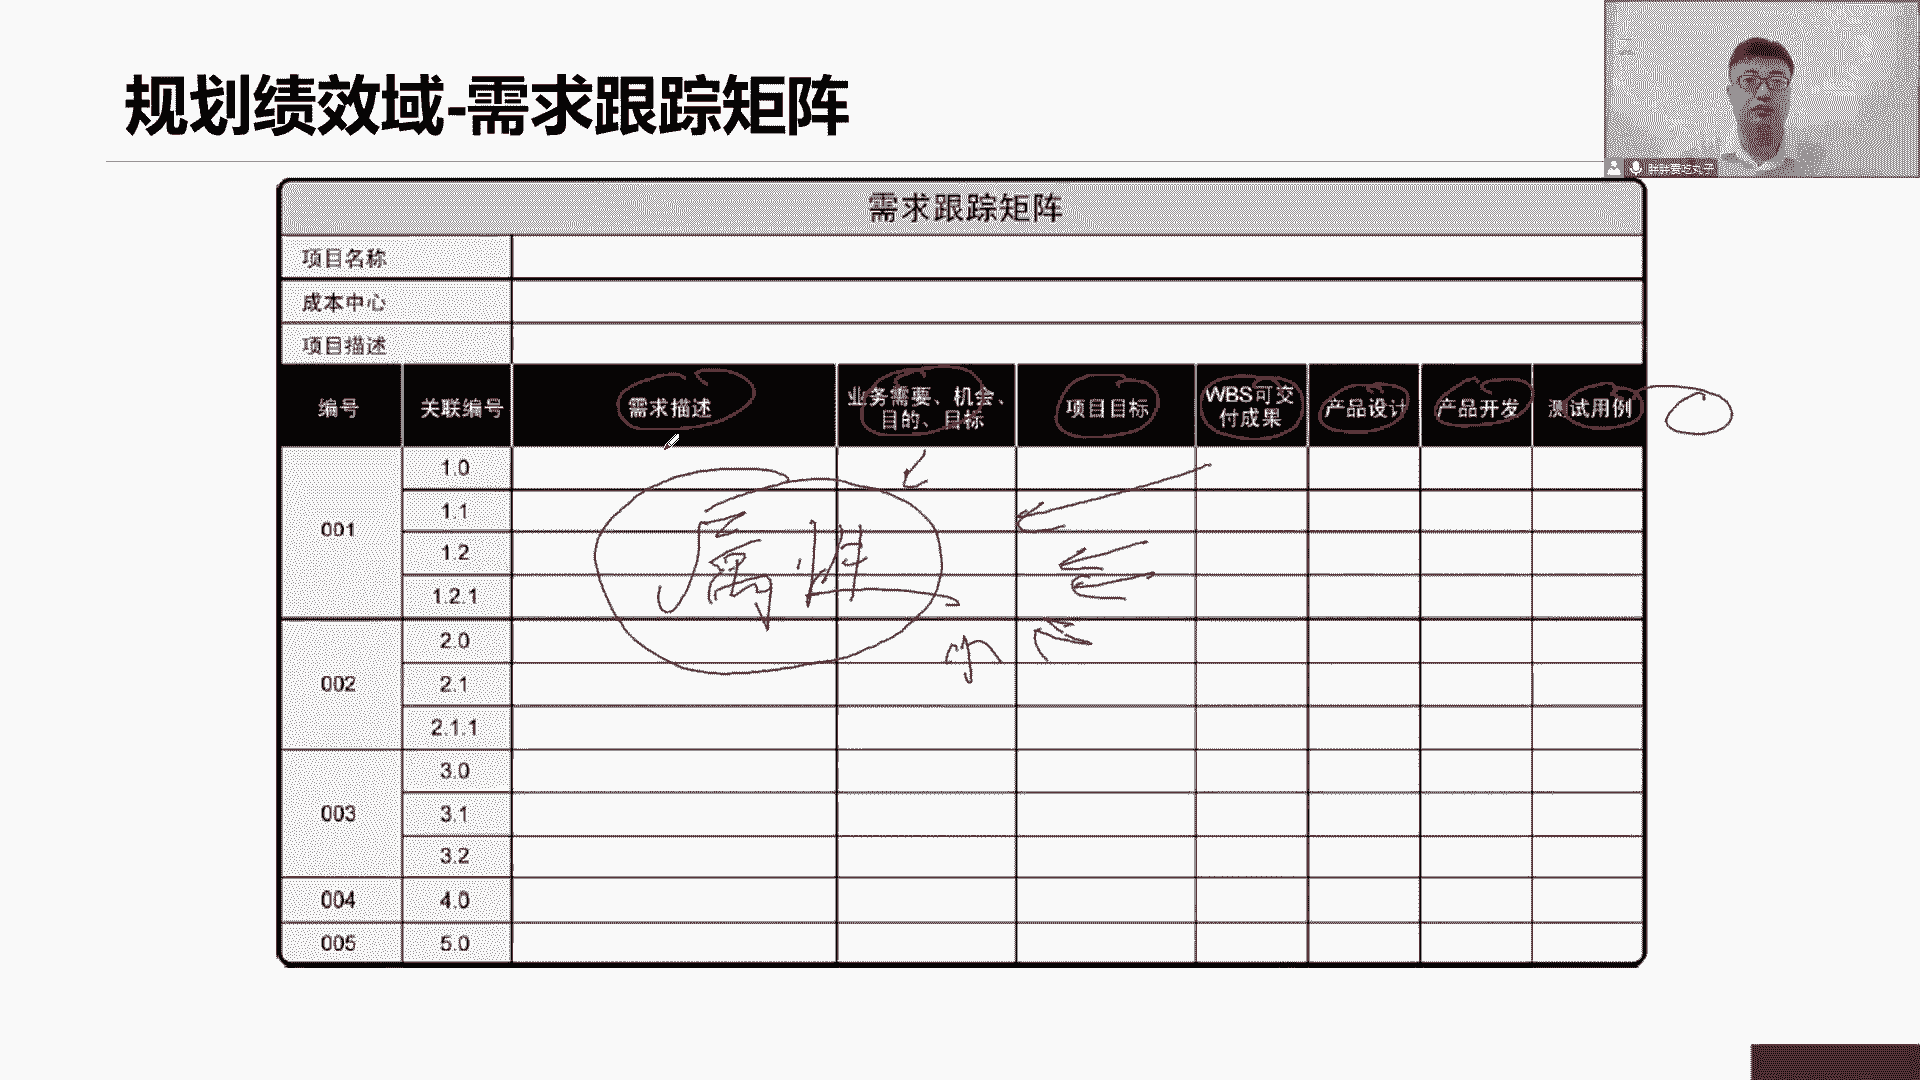 规划绩效域-需求跟踪矩阵
需求跟踪矩阵
项目名称
成本中心
项目描述
编号 关联编号 需求描述 业务需要、机会、目的、目标 项目目标 WBS可交付成果 产品设计 产品开发 测试用例
001 1.0
1.1
1.2
1.2.1
属性
002 2.0
2.1
2.1.1
003 3.0
3.1
3.2
004 4.0
005 5.0